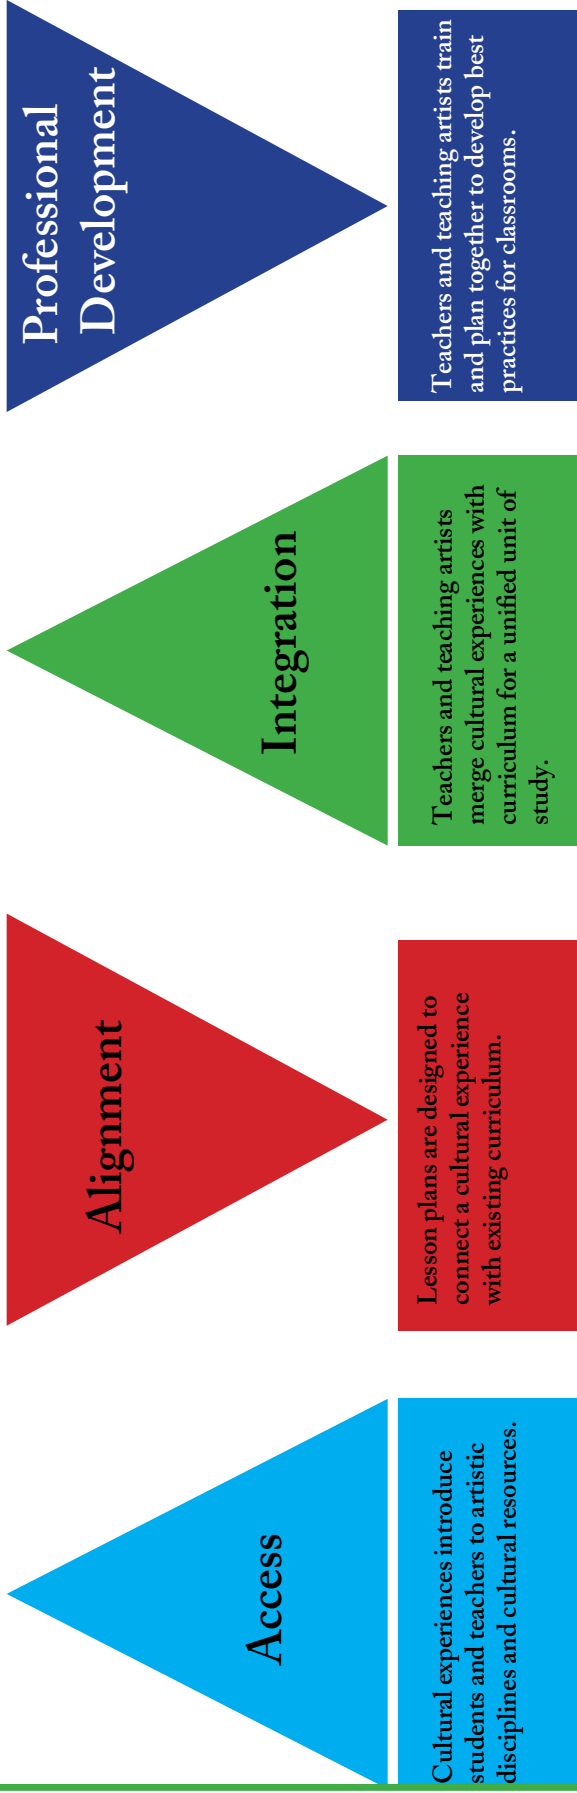 Access
Cultural experiences introduce
students and teachers to artistic
disciplines and cultural resources.
Alignment
Lesson plans are designed to
connect a cultural experience
with existing curriculum.
Integration
Teachers and teaching artists
merge cultural experiences with
curriculum for a unified unit of
study.
Professional
Development
Teachers and teaching artists train
and plan together to develop best
practices for classrooms.